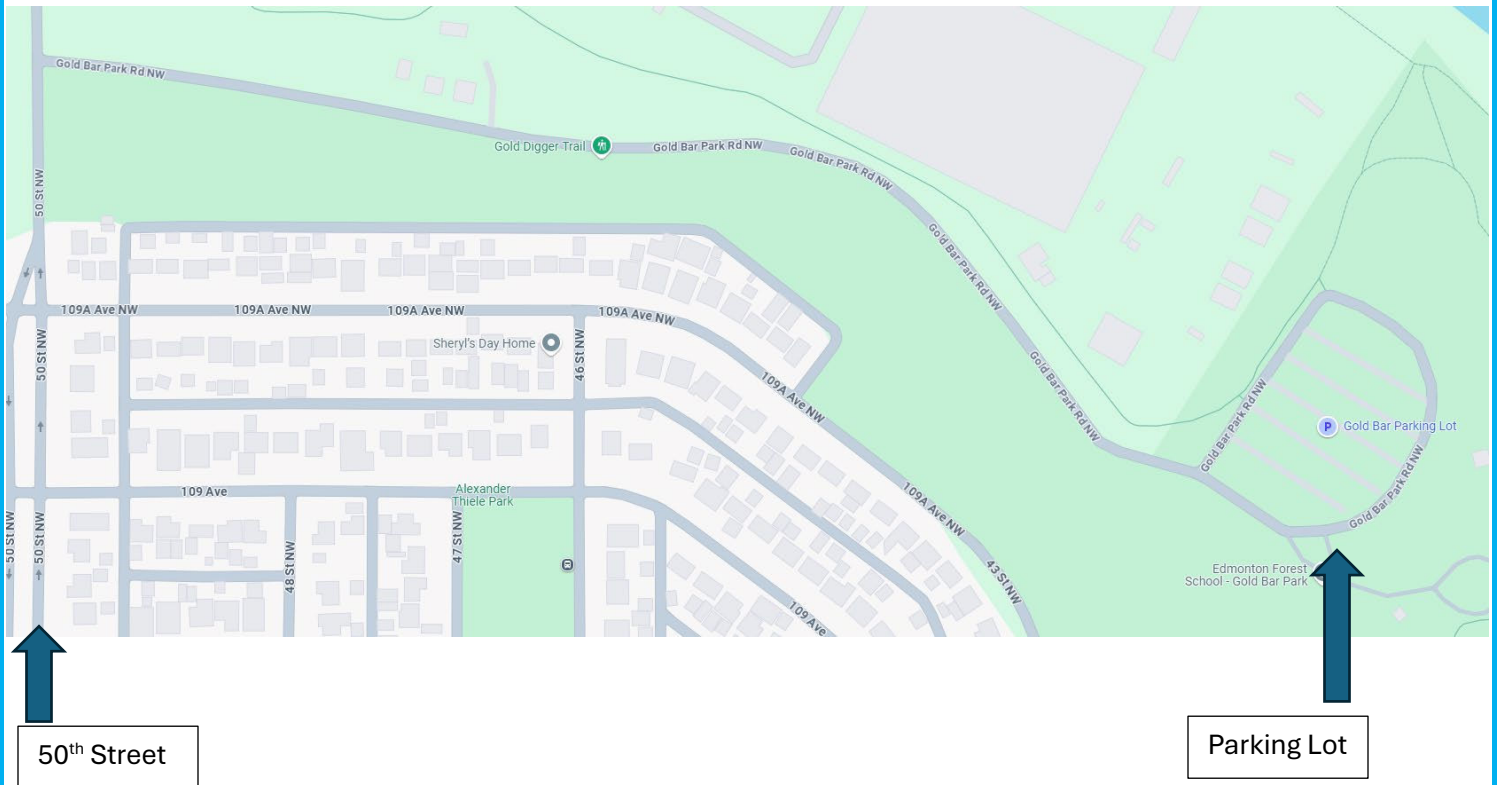 Gold Bar Park Rd NW
Gold Digger Trail
Gold Bar Park Rd NW
Gold Bar Park Rd NW
50 St NW
Gold Bar Park Rd NW
109A Ave NW
109A Ave NW
109A Ave NW
109A Ave NW
Sheryl's Day Home
46 St NW
50 St NW
Gold Bar Park Rd NW
109A Ave NW
Gold Bar Park Rd NW
P
Gold Bar Parking Lot
Gold Bar Park Rd NW
109 Ave
Alexander
Thiele Park
109A Ave NW
50 St NW
50 St NW
48 St NW
47 St NW
43 St NW
Edmonton Forest
School - Gold Bar Park
109 Ave
50th Street
Parking Lot